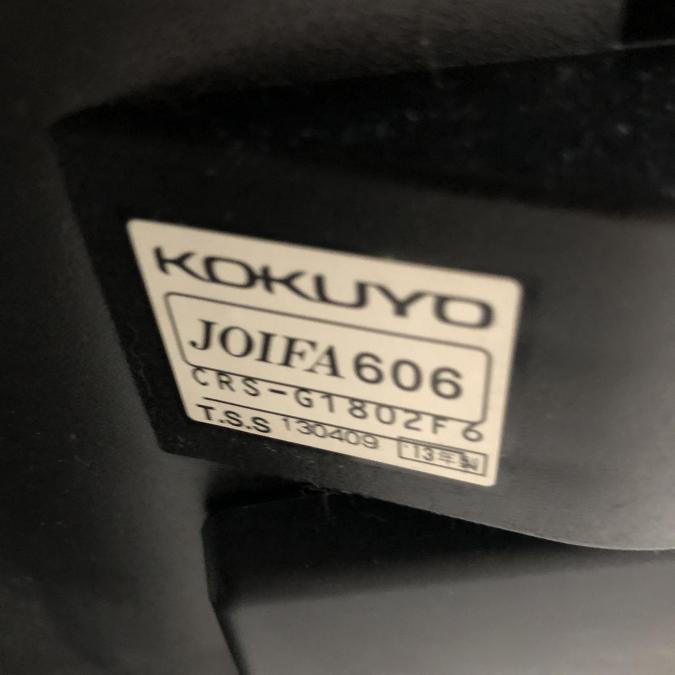 KOKUYO
JOIFA606
CRS-G1802F6
T.S.S 130409 '13年製